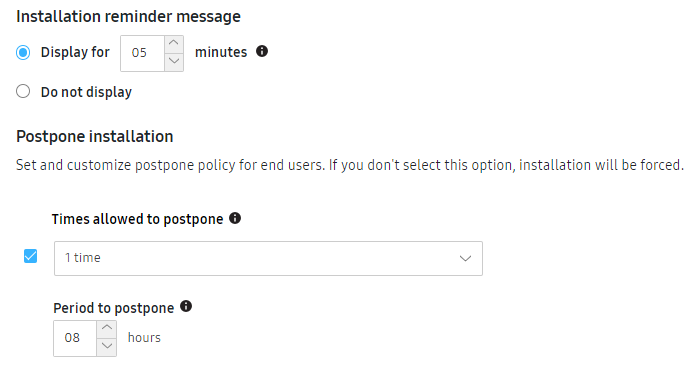 Installation reminder message
Display for 05 minutes
Do not display
Postpone installation
Set and customize postpone policy for end users. If you don't select this option, installation will be forced.
Times allowed to postpone
1 time
Period to postpone
08 hours